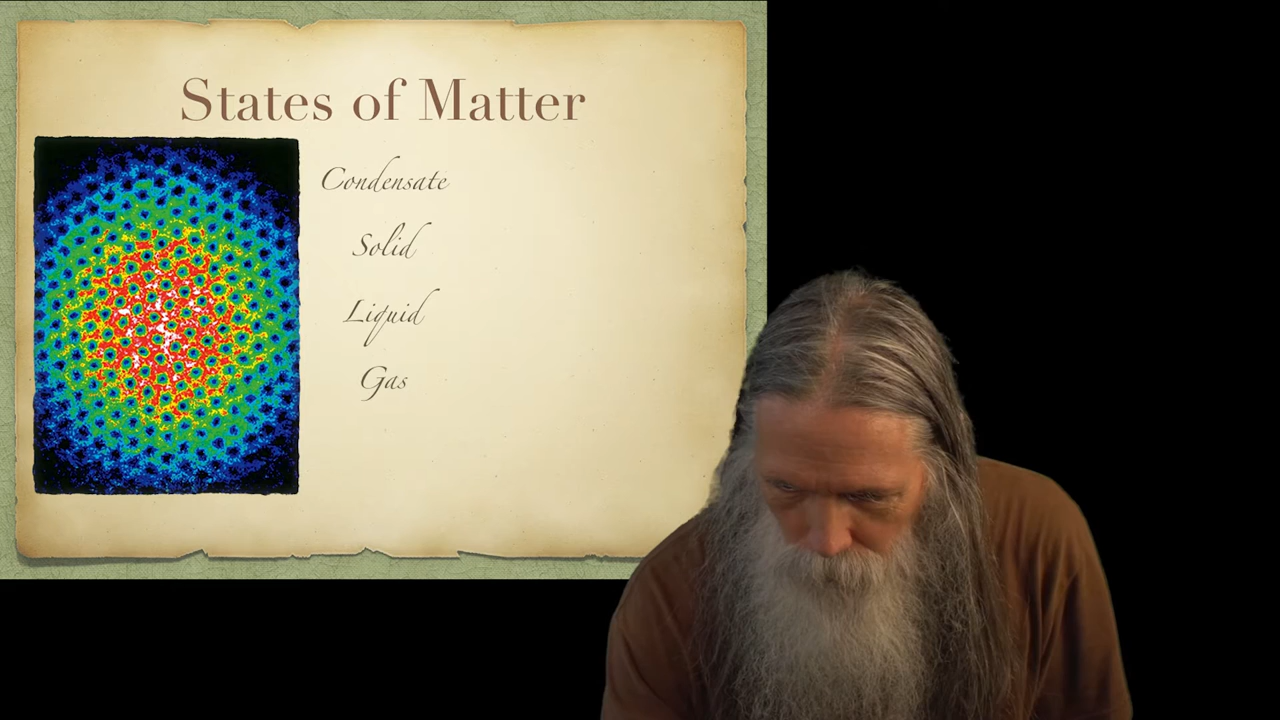 States of Matter
Condensate
Solid
Liquid
Gas